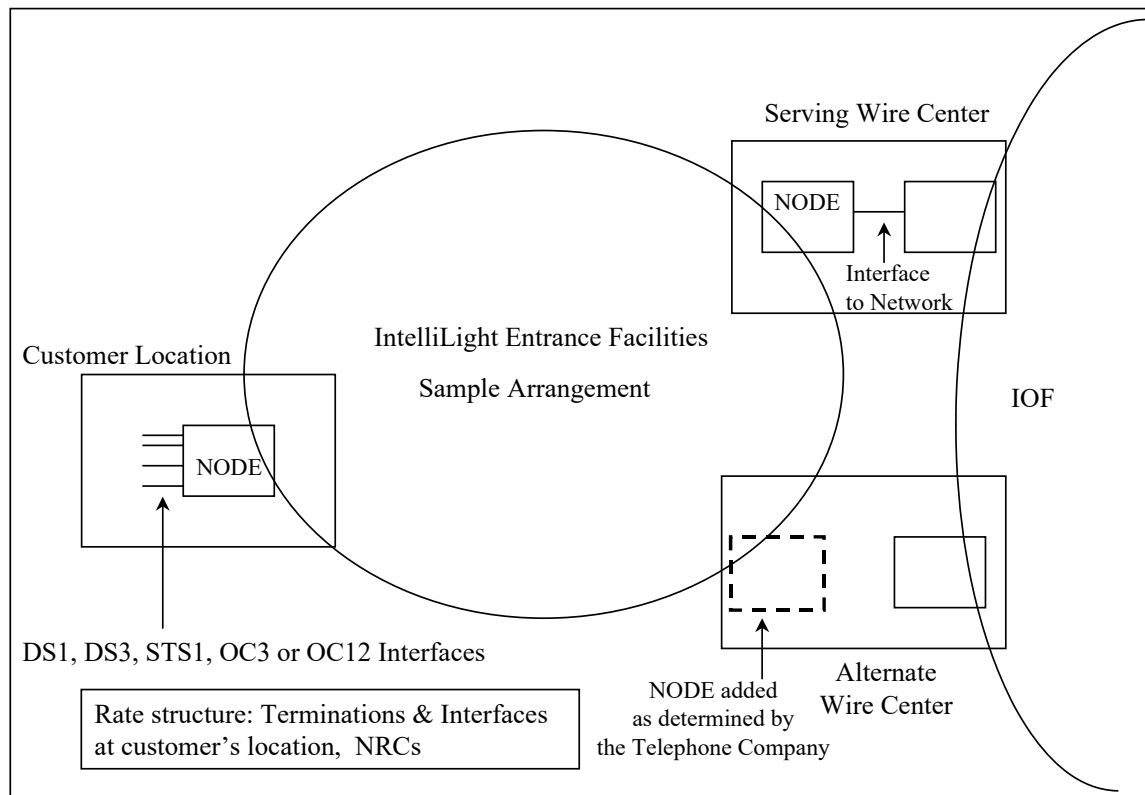 Serving Wire Center
NODE
Interface
to Network
IntelliLight Entrance Facilities
Sample Arrangement
Customer Location
IOF
NODE
DS1, DS3, STS1, OC3 or OC12 Interfaces
Alternate
Wire Center
NODE added
as determined by
the Telephone Company
Rate structure: Terminations & Interfaces
at customer’s location, NRCs